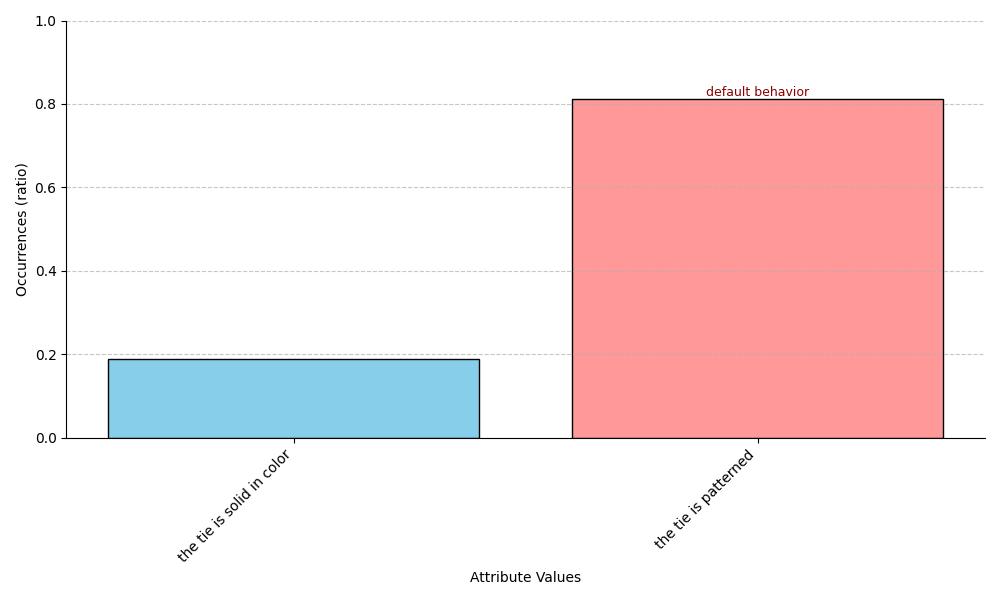 1.0
default behavior
0.8
0.6
0.4
0.2
0.0
Occurrences (ratio)
the tie is solid in color
the tie is patterned
Attribute Values